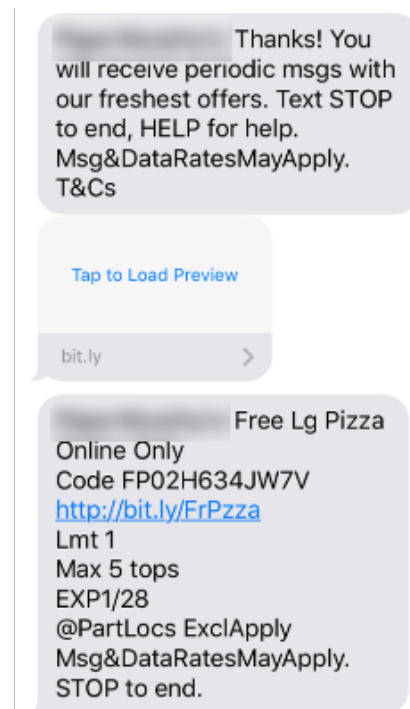 Thanks! You
will receive periodic msgs with
our freshest offers. Text STOP
to end, HELP for help.
Msg&DataRatesMayApply.
T&Cs
Tap to Load Preview
bit.ly
Free Lg Pizza
Online Only
Code FP02H634JW7V
http://bit.ly/FrPzza
Lmt 1
Max 5 tops
EXP1/28
@PartLocs ExclApply
Msg&DataRatesMayApply.
STOP to end.